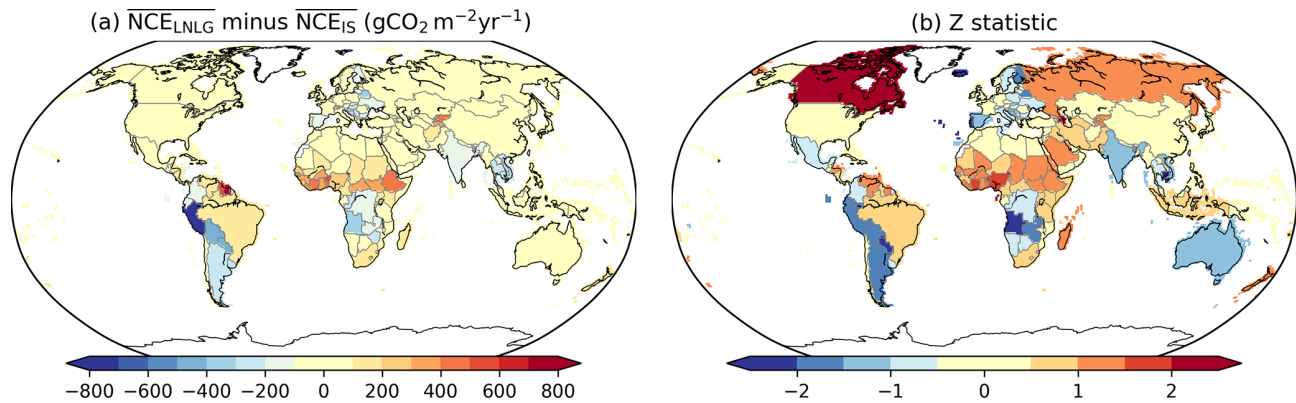 (a) NCE_LNLG minus NCE_IS (gCO₂ m⁻²yr⁻¹)
(b) Z statistic
−800 −600 −400 −200 0 200 400 600 800
−2 −1 0 1 2